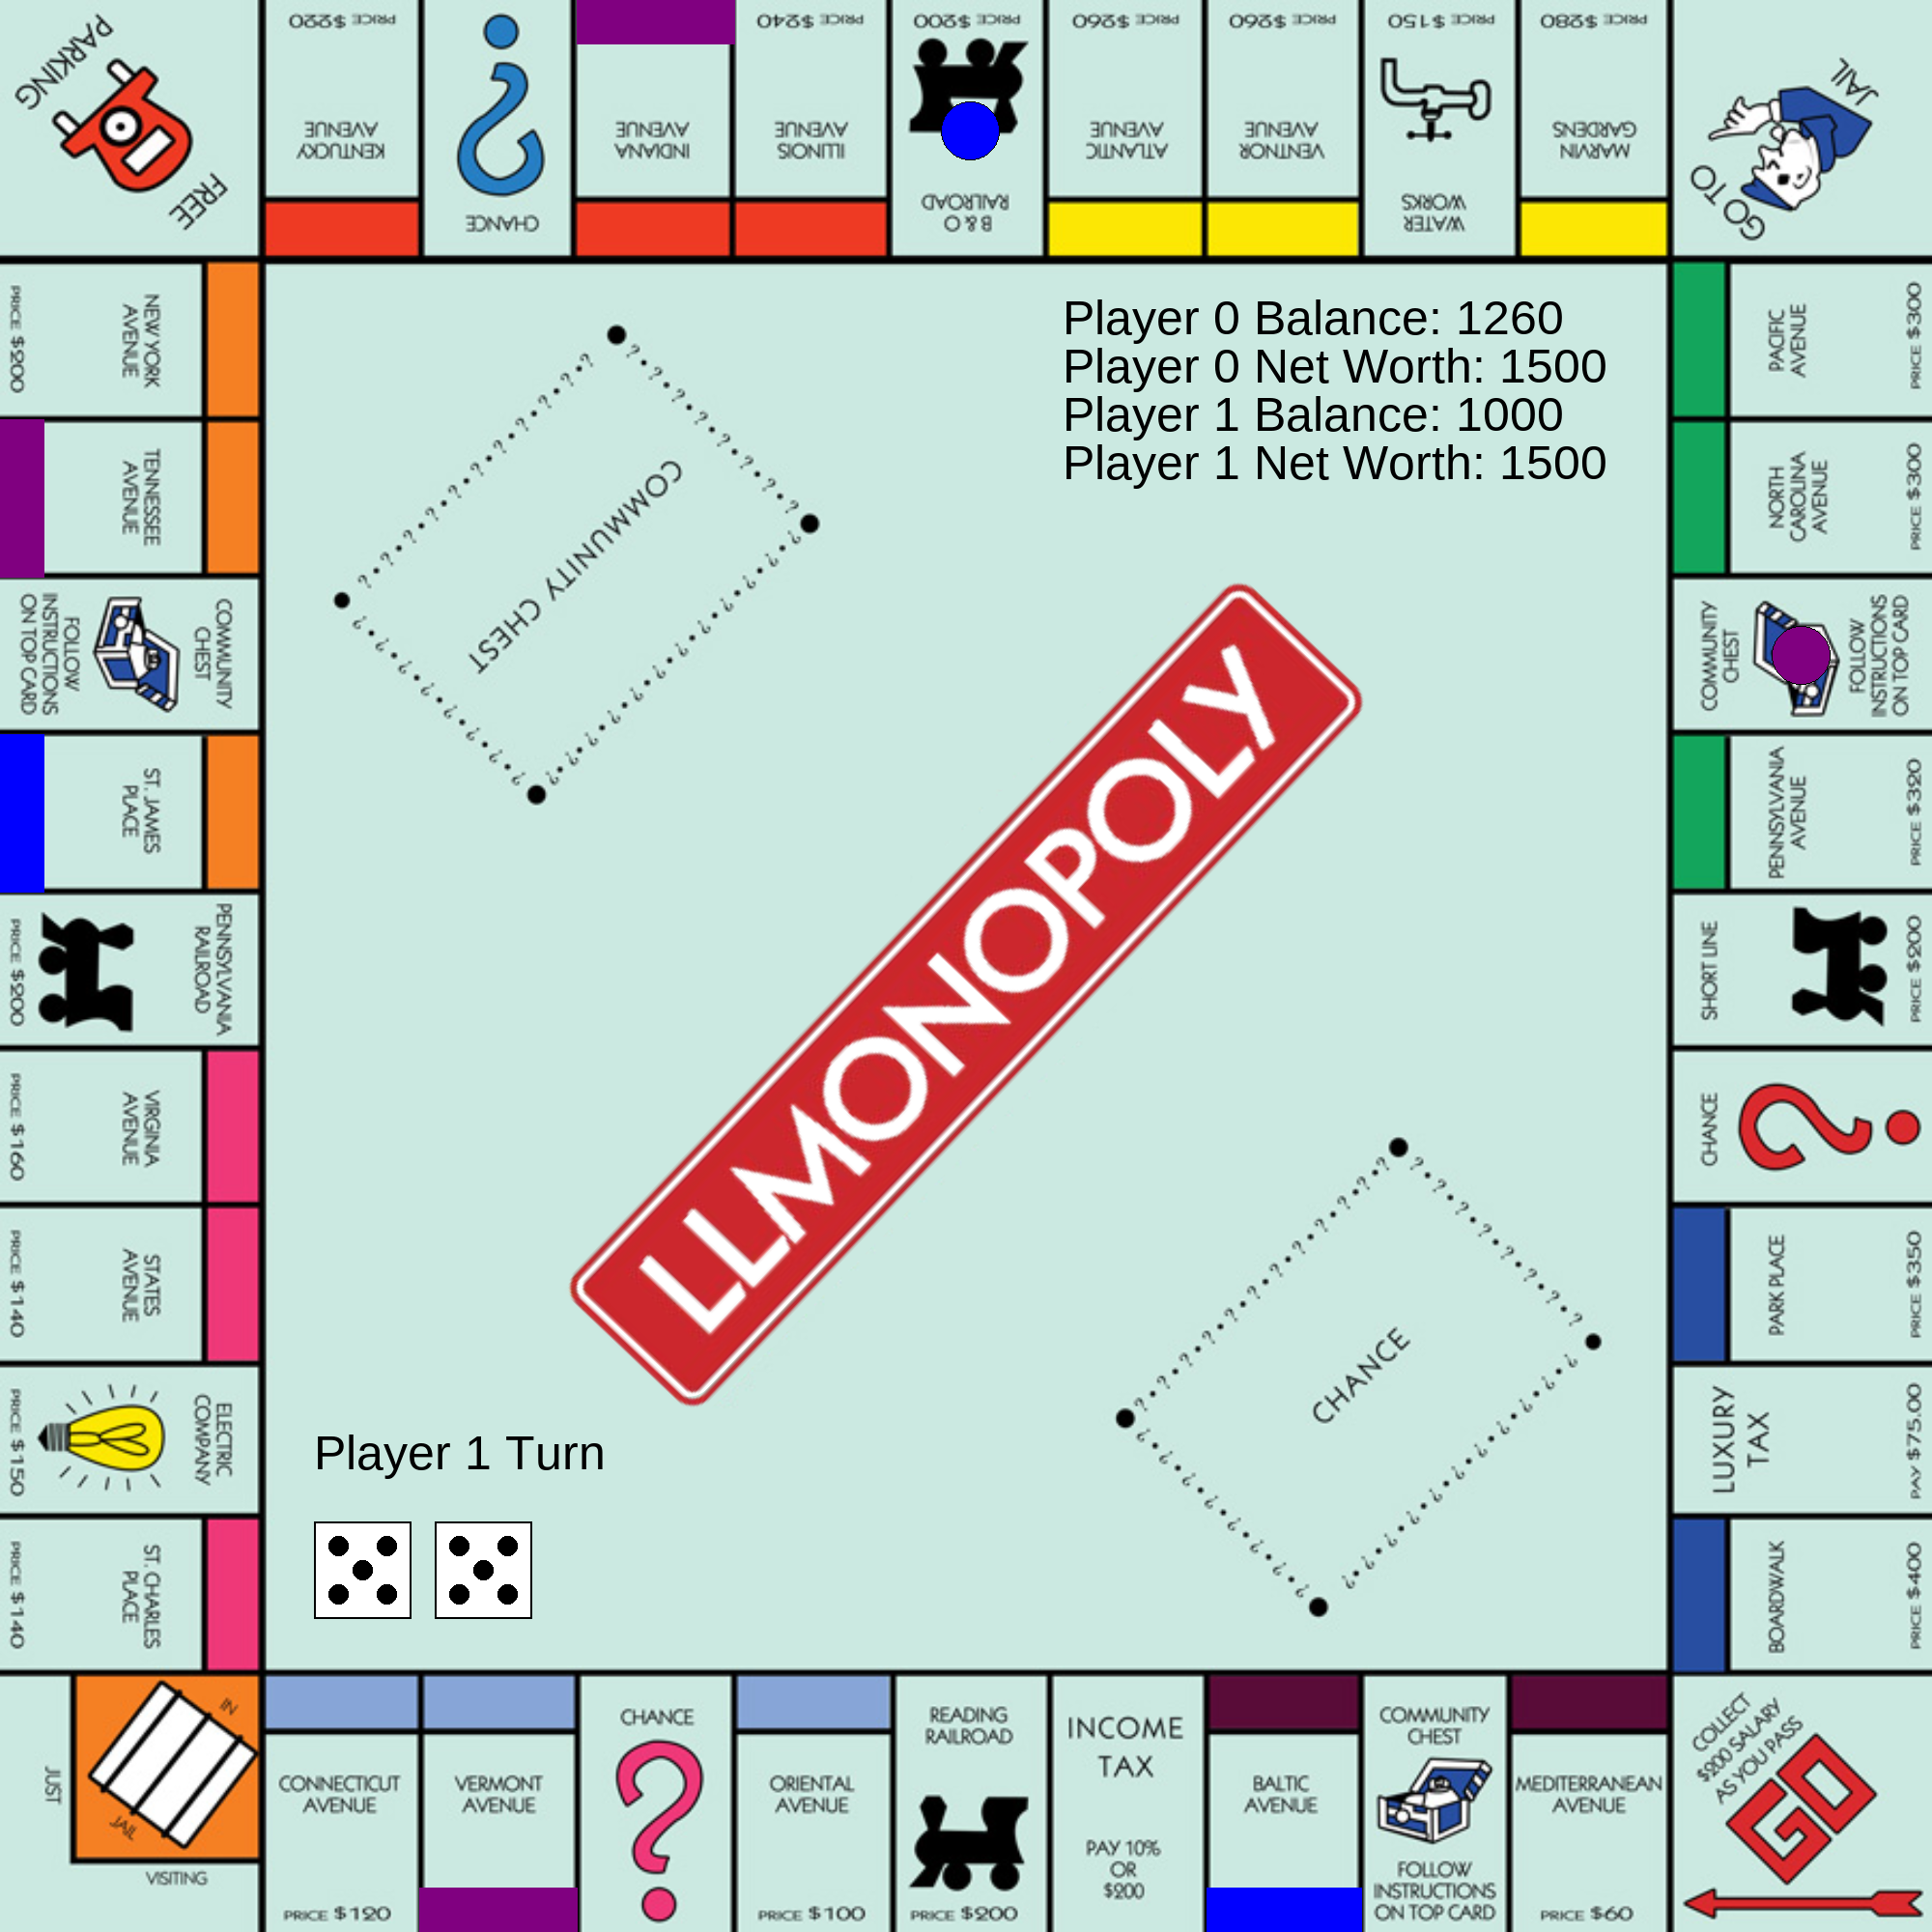 FREE
PARKING
KENTUCKY
AVENUE
PRICE $220
CHANCE
INDIANA
AVENUE
ILLINOIS
AVENUE
PRICE $240
B & O
RAILROAD
PRICE $200
ATLANTIC
AVENUE
PRICE $260
VENTNOR
AVENUE
PRICE $260
WATER
WORKS
PRICE $150
MARVIN
GARDENS
PRICE $280
GO TO
JAIL
NEW YORK
AVENUE
PRICE $200
TENNESSEE
AVENUE
COMMUNITY
CHEST
FOLLOW
INSTRUCTIONS
ON TOP CARD
ST. JAMES
PLACE
PENNSYLVANIA
RAILROAD
PRICE $200
VIRGINIA
AVENUE
PRICE $160
STATES
AVENUE
PRICE $140
ELECTRIC
COMPANY
PRICE $150
ST. CHARLES
PLACE
PRICE $140
Player 0 Balance: 1260
Player 0 Net Worth: 1500
Player 1 Balance: 1000
Player 1 Net Worth: 1500
COMMUNITY CHEST
LLMONOPOLY
CHANCE
Player 1 Turn
PACIFIC
AVENUE
PRICE $300
NORTH
CAROLINA
AVENUE
PRICE $300
COMMUNITY
CHEST
FOLLOW
INSTRUCTIONS
ON TOP CARD
PENNSYLVANIA
AVENUE
PRICE $320
SHORT LINE
PRICE $200
CHANCE
PARK PLACE
PRICE $350
LUXURY
TAX
PAY $75.00
BOARDWALK
PRICE $400
IN
JAIL
JUST
VISITING
CONNECTICUT
AVENUE
PRICE $120
VERMONT
AVENUE
CHANCE
ORIENTAL
AVENUE
PRICE $100
READING
RAILROAD
PRICE $200
INCOME
TAX
PAY 10%
OR
$200
BALTIC
AVENUE
COMMUNITY
CHEST
FOLLOW
INSTRUCTIONS
ON TOP CARD
MEDITERRANEAN
AVENUE
PRICE $60
COLLECT
$200 SALARY
AS YOU PASS
GO